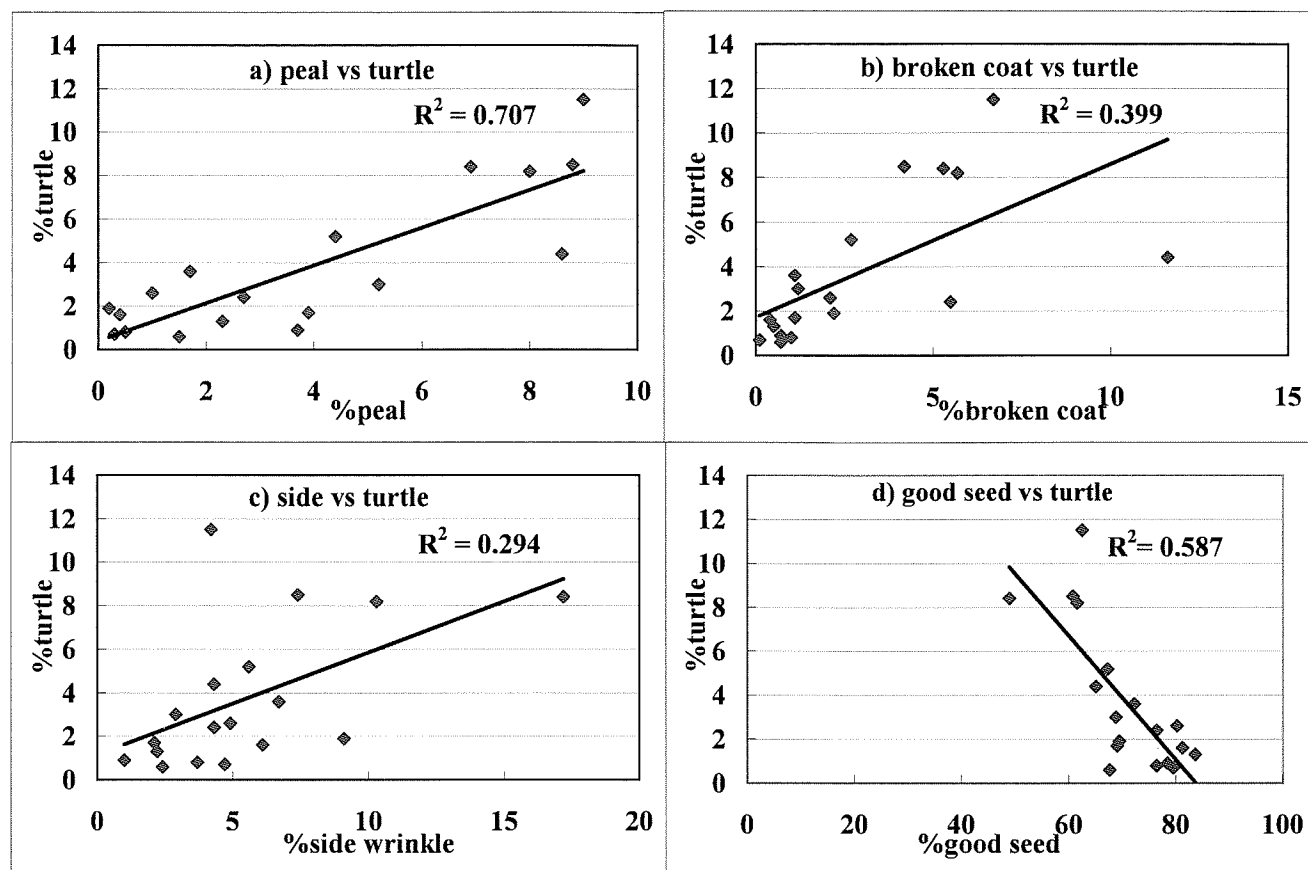 a) peal vs turtle
R² = 0.707
%turtle
14
12
10
8
6
4
2
0
0 2 4 6 8 10
%peal
b) broken coat vs turtle
R² = 0.399
%turtle
14
12
10
8
6
4
2
0
0 5 10 15
%broken coat
c) side vs turtle
R² = 0.294
%turtle
14
12
10
8
6
4
2
0
0 5 10 15 20
%side wrinkle
d) good seed vs turtle
R²= 0.587
%turtle
14
12
10
8
6
4
2
0
0 20 40 60 80 100
%good seed